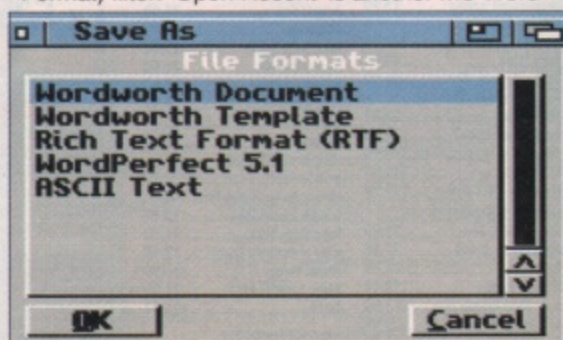 Save As
File Formats
Wordworth Document
Wordworth Template
Rich Text Format (RTF)
WordPerfect 5.1
ASCII Text
OK
Cancel